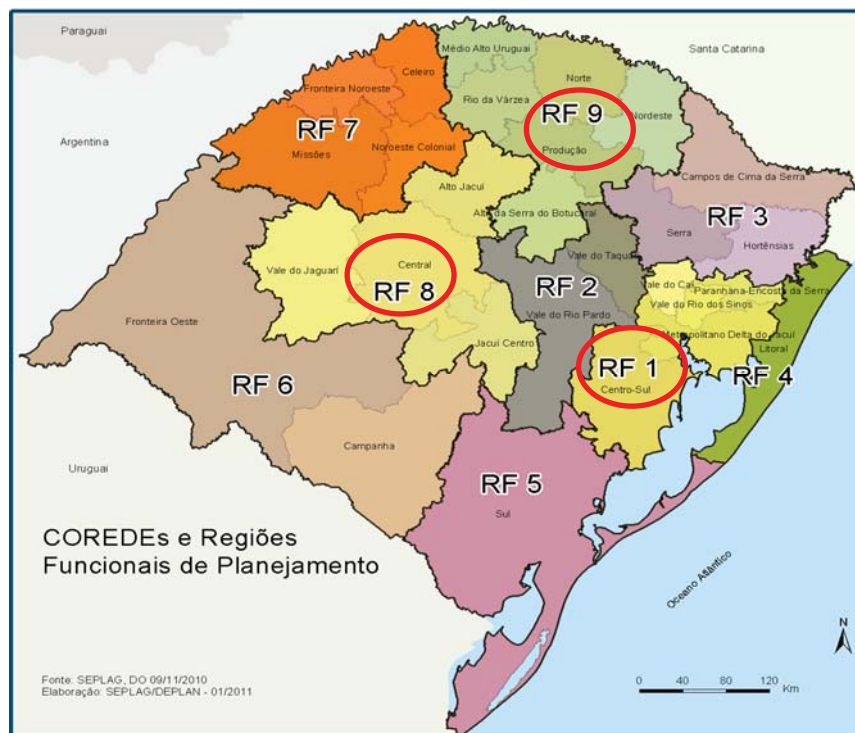 Paraguai
Santa Catarina
Médio Alto Uruguai
Norte
Celeiro
Fronteira Noroeste
Rio da Várzea
RF 9
Nordeste
RF 7
Argentina
Noroeste Colonial
Produção
Missões
Campos de Cima da Serra
Alto Jacuí
Alto da Serra do Botucaraí
RF 3
Serra
Hortênsias
Vale do Taquari
Vale do Jaguari
Central
RF 8
RF 2
Vale do Caí
Paranhana-Encosta da Serra
Vale do Rio dos Sinos
Vale do Rio Pardo
Fronteira Oeste
Metropolitano Delta do Jacuí
Jacuí Centro
Litoral
RF 1
RF 4
RF 6
Centro-Sul
Campanha
Uruguai
RF 5
Sul
COREDEs e Regiões
Funcionais de Planejamento
Oceano Atlântico
N
Fonte: SEPLAG, DO 09/11/2010
Elaboração: SEPLAG/DEPLAN - 01/2011
0 40 80 120
Km